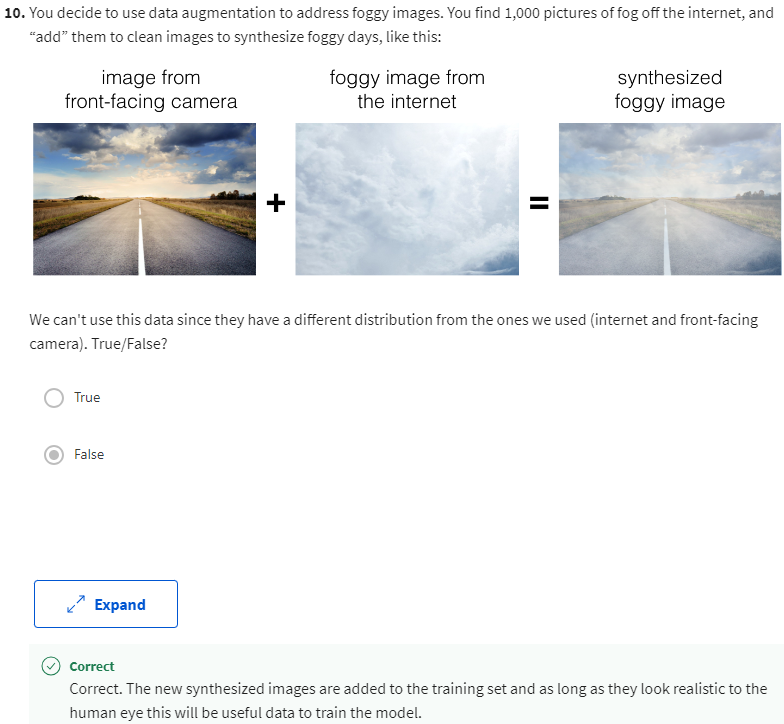 10. You decide to use data augmentation to address foggy images. You find 1,000 pictures of fog off the internet, and
“add” them to clean images to synthesize foggy days, like this:
image from
front-facing camera
foggy image from
the internet
synthesized
foggy image
+
=
We can't use this data since they have a different distribution from the ones we used (internet and front-facing
camera). True/False?
True
False
Expand
Correct
Correct. The new synthesized images are added to the training set and as long as they look realistic to the
human eye this will be useful data to train the model.